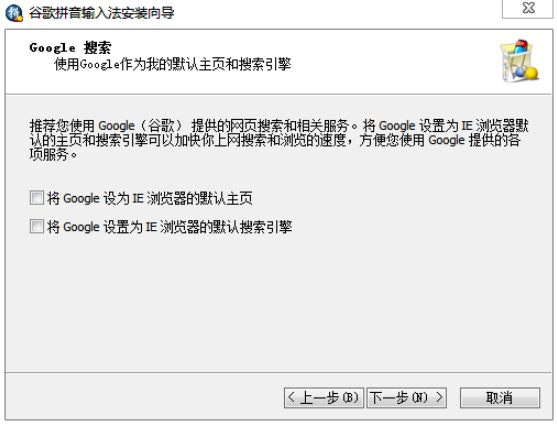 谷歌拼音输入法安装向导
Google 搜索
使用Google作为我的默认主页和搜索引擎
推荐您使用 Google（谷歌） 提供的网页搜索和相关服务。将 Google 设置为 IE 浏览器默
认的主页和搜索引擎可以加快你上网搜索和浏览的速度，方便您使用 Google 提供的各
项服务。
将 Google 设为 IE 浏览器的默认主页
将 Google 设置为 IE 浏览器的默认搜索引擎
< 上一步(B) 下一步(N) > 取消